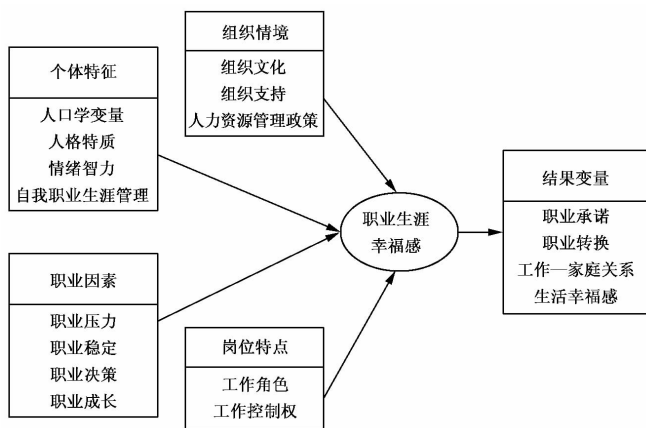 组织情境
组织文化
组织支持
人力资源管理政策
个体特征
人口学变量
人格特质
情绪智力
自我职业生涯管理
职业生涯
幸福感
结果变量
职业承诺
职业转换
工作—家庭关系
生活幸福感
职业因素
职业压力
职业稳定
职业决策
职业成长
岗位特点
工作角色
工作控制权